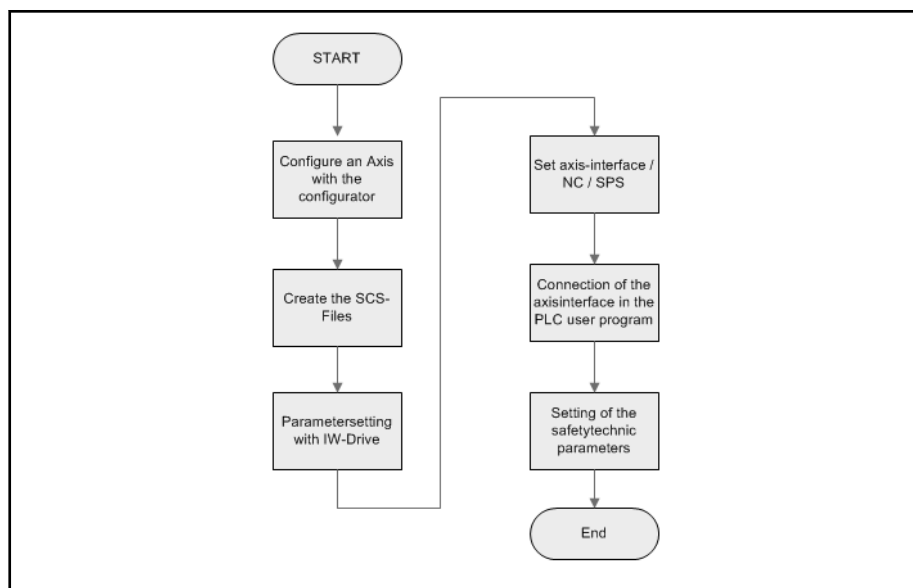 START
Configure an Axis
with the
configurator
Create the SCS-
Files
Parametersetting
with IW-Drive
Set axis-interface /
NC / SPS
Connection of the
axisinterface in the
PLC user program
Setting of the
safetytechnic
parameters
End